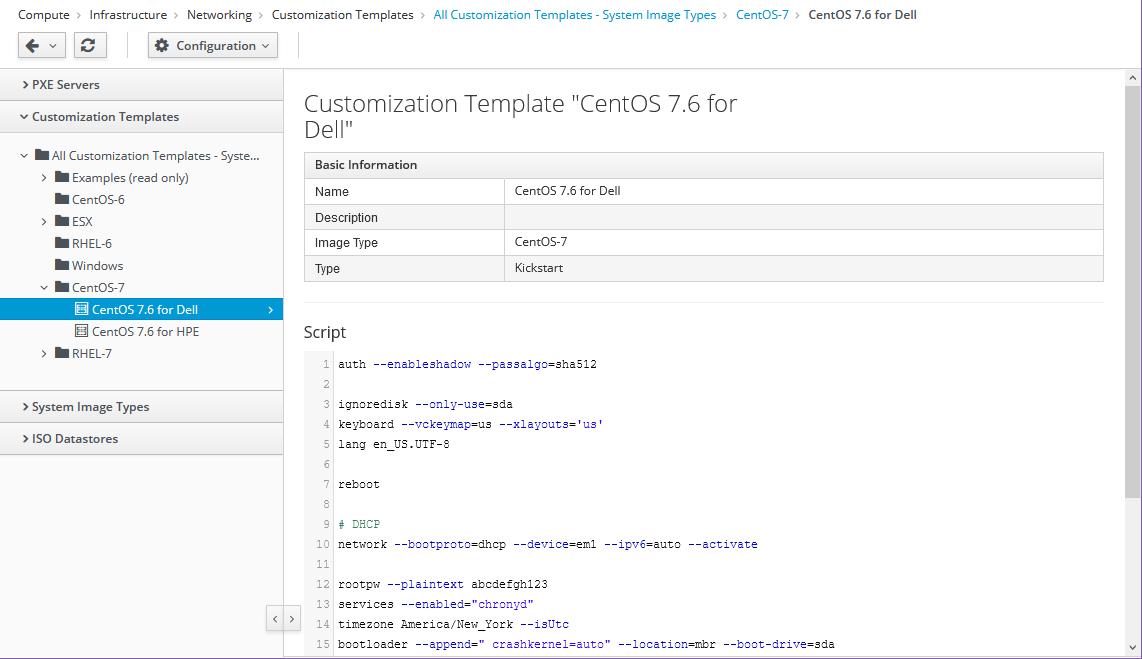 Compute > Infrastructure > Networking > Customization Templates > All Customization Templates - System Image Types > CentOS-7 > CentOS 7.6 for Dell
Configuration
PXE Servers
Customization Templates
All Customization Templates - Syste...
Examples (read only)
CentOS-6
ESX
RHEL-6
Windows
CentOS-7
CentOS 7.6 for Dell
CentOS 7.6 for HPE
RHEL-7
System Image Types
ISO Datastores
Customization Template "CentOS 7.6 for
Dell"
Basic Information
Name CentOS 7.6 for Dell
Description
Image Type CentOS-7
Type Kickstart
Script
1 auth --enableshadow --passalgo=sha512
2
3 ignoredisk --only-use=sda
4 keyboard --vckeymap=us --xlayouts='us'
5 lang en_US.UTF-8
6
7 reboot
8
9 # DHCP
10 network --bootproto=dhcp --device=em1 --ipv6=auto --activate
11
12 rootpw --plaintext abcdefgh123
13 services --enabled="chronyd"
14 timezone America/New_York --isUtc
15 bootloader --append=" crashkernel=auto" --location=mbr --boot-drive=sda